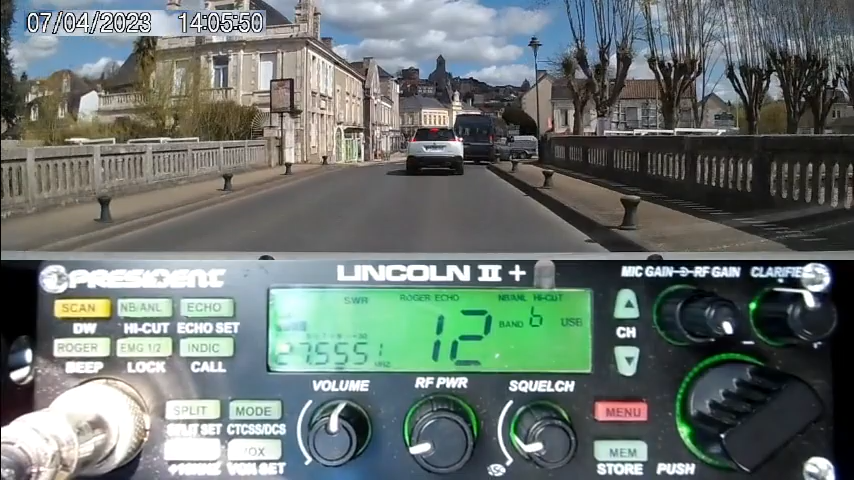 07/04/2023 14:05:50
PRESIDENT LINCOLN II + MIC GAIN RF GAIN CLARIFIER
SCAN NB/ANL ECHO
DW HI-CUT ECHO SET
ROGER EMG 1/2 INDIC
BEEP LOCK CALL
SWR ROGER ECHO NB/ANL HI-CUT
12 BAND b USB
27.555
CH
VOLUME RF PWR SQUELCH
SPLIT MODE
SPLIT SET CTCSS/DCS
VOX
VOX SET
MENU
MEM
STORE PUSH